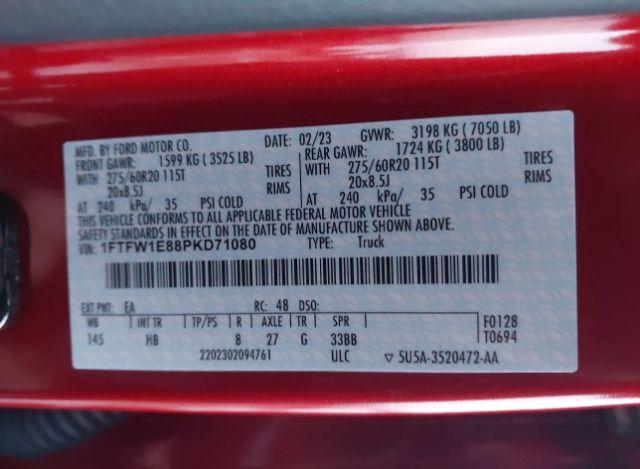 MFD. BY FORD MOTOR CO.
DATE: 02/23 GVWR: 3198 KG ( 7050 LB)
FRONT GAWR: 1599 KG ( 3525 LB) REAR GAWR: 1724 KG ( 3800 LB)
WITH 275/60R20 115T TIRES WITH 275/60R20 115T TIRES
20x8.5J RIMS 20x8.5J RIMS
AT 240 kPa/ 35 PSI COLD AT 240 kPa/ 35 PSI COLD
THIS VEHICLE CONFORMS TO ALL APPLICABLE FEDERAL MOTOR VEHICLE
SAFETY STANDARDS IN EFFECT ON THE DATE OF MANUFACTURE SHOWN ABOVE.
VIN: 1FTFW1E88PKD71080 TYPE: Truck
EXT PNT: EA RC: 48 DSO:
WB INT TR TP/PS R AXLE TR SPR F0128
145 HB 8 27 G 33BB T0694
2202302094761 ULC ▽ 5U5A-3520472-AA